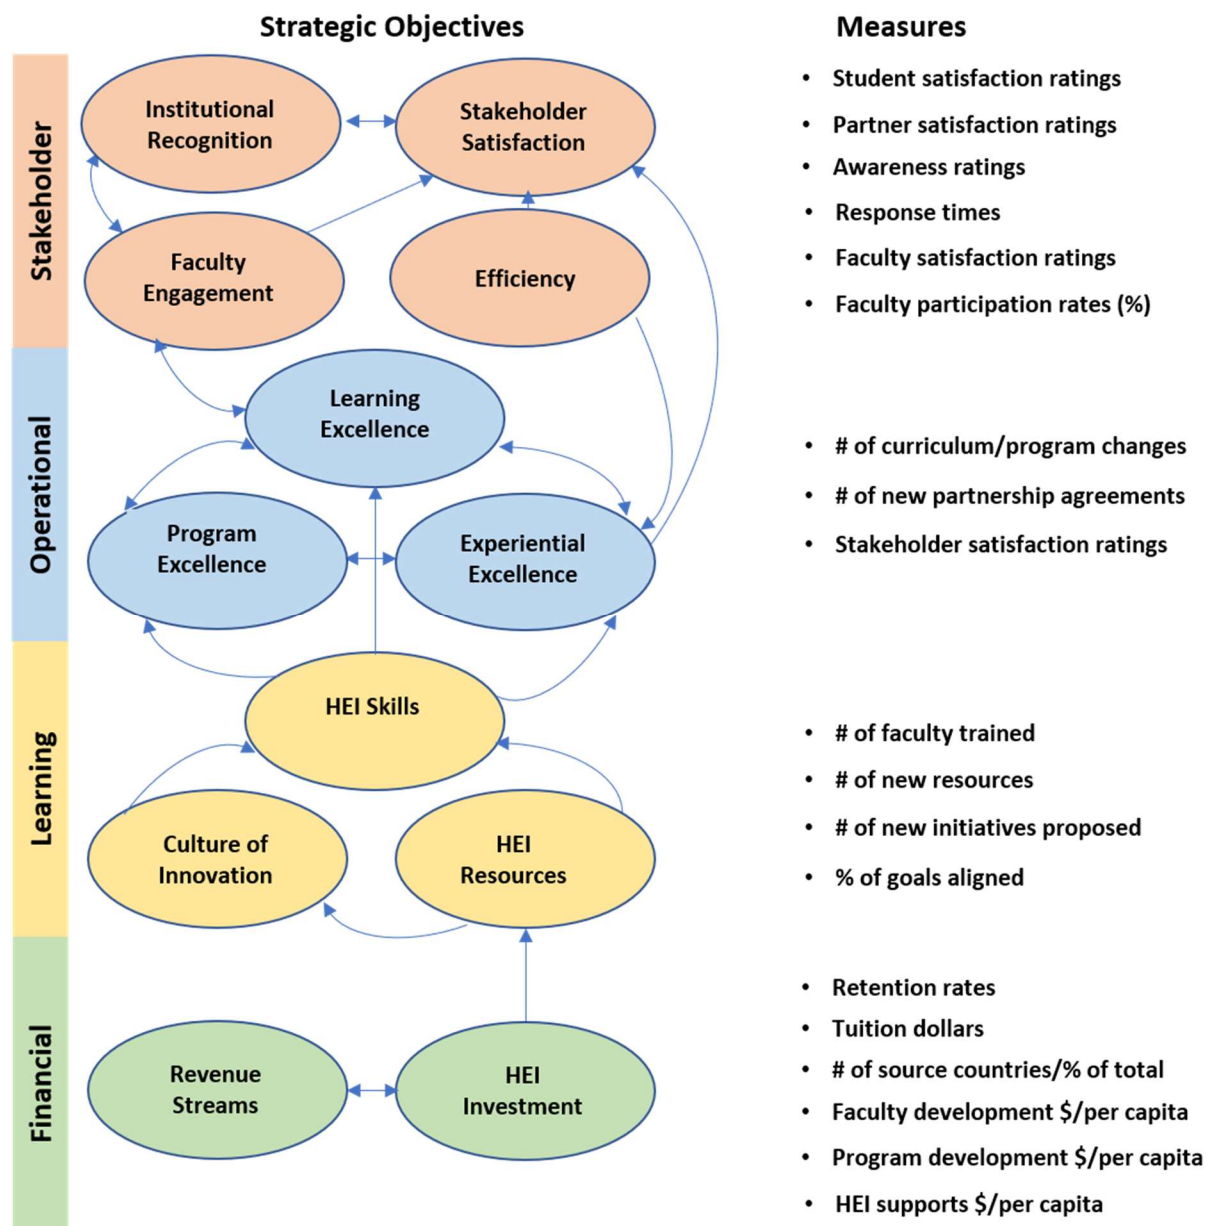 Strategic Objectives
Measures
Stakeholder
Institutional
Recognition
Stakeholder
Satisfaction
Faculty
Engagement
Efficiency
• Student satisfaction ratings
• Partner satisfaction ratings
• Awareness ratings
• Response times
• Faculty satisfaction ratings
• Faculty participation rates (%)
Operational
Learning
Excellence
Program
Excellence
Experiential
Excellence
• # of curriculum/program changes
• # of new partnership agreements
• Stakeholder satisfaction ratings
Learning
HEI Skills
Culture of
Innovation
HEI
Resources
• # of faculty trained
• # of new resources
• # of new initiatives proposed
• % of goals aligned
Financial
Revenue
Streams
HEI
Investment
• Retention rates
• Tuition dollars
• # of source countries/% of total
• Faculty development $/per capita
• Program development $/per capita
• HEI supports $/per capita